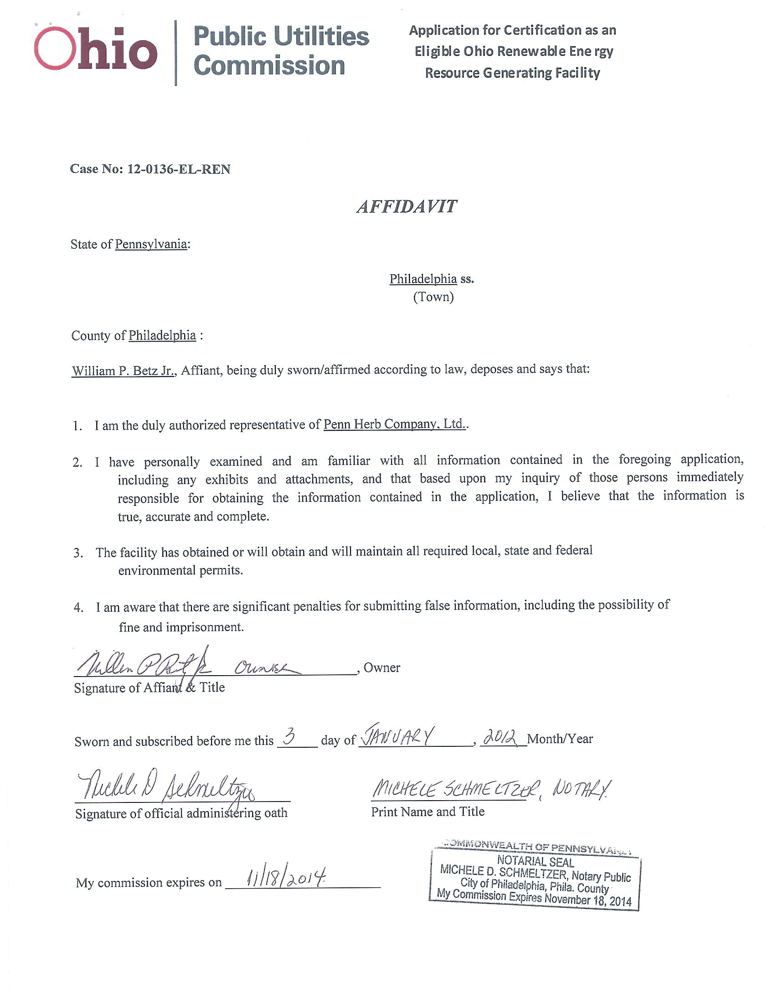 Ohio
Public Utilities
Commission
Application for Certification as an
Eligible Ohio Renewable Energy
Resource Generating Facility
Case No: 12-0136-EL-REN
AFFIDAVIT
State of Pennsylvania:
Philadelphia ss.
(Town)
County of Philadelphia :
William P. Betz Jr., Affiant, being duly sworn/affirmed according to law, deposes and says that:
1. I am the duly authorized representative of Penn Herb Company, Ltd..
2. I have personally examined and am familiar with all information contained in the foregoing application,
including any exhibits and attachments, and that based upon my inquiry of those persons immediately
responsible for obtaining the information contained in the application, I believe that the information is
true, accurate and complete.
3. The facility has obtained or will obtain and will maintain all required local, state and federal
environmental permits.
4. I am aware that there are significant penalties for submitting false information, including the possibility of
fine and imprisonment.
William P Betz Jr Owner , Owner
Signature of Affiant & Title
Sworn and subscribed before me this 3 day of JANUARY , 2012 Month/Year
Michele D Schmeltzer MICHELE SCHMELTZER, NOTARY.
Signature of official administering oath Print Name and Title
COMMONWEALTH OF PENNSYLVANIA
NOTARIAL SEAL
MICHELE D. SCHMELTZER, Notary Public
City of Philadelphia, Phila. County
My Commission Expires November 18, 2014
My commission expires on 11/18/2014.